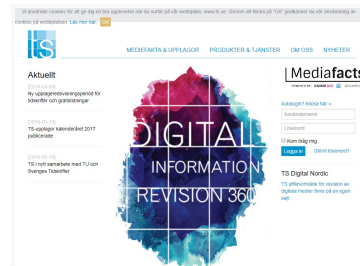 Vi använder cookies för att ge dig en bra upplevelse när du surfar på vår webbplats, www.ts.se. Genom att klicka på "OK" godkänner du vår användning av
cookies på webbplatsen. Läs mer här. OK
TS
MEDIEFAKTA & UPPLAGOR PRODUKTER & TJÄNSTER OM OSS NYHETER
Aktuellt
Ny upplageredovisningsperiod för
tidskrifter och gratistidningar
TS-upplagor kalenderåret 2017
publicerade
TS i nytt samarbete med TU och
Sveriges Tidskrifter
DIGITAL
INFORMATION
REVISION 360
Mediafacts
Autologin? Klicka här »
Användarnamn
Lösenord
Kom ihåg mig
Logga in Glömt lösenord?
TS Digital Nordic
TS affärsområde för revision av
digitala medier finns på en egen
sajt.